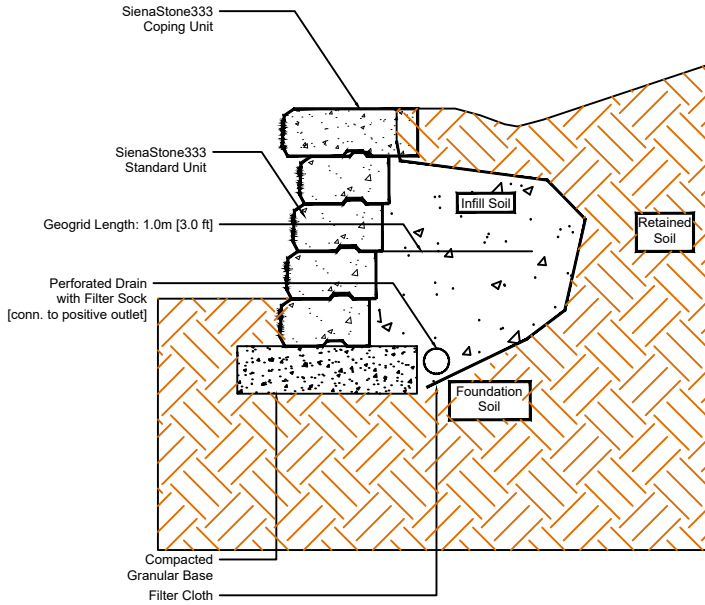 SienaStone333
Coping Unit
SienaStone333
Standard Unit
Infill Soil
Geogrid Length: 1.0m [3.0 ft]
Retained
Soil
Perforated Drain
with Filter Sock
[conn. to positive outlet]
Foundation
Soil
Compacted
Granular Base
Filter Cloth